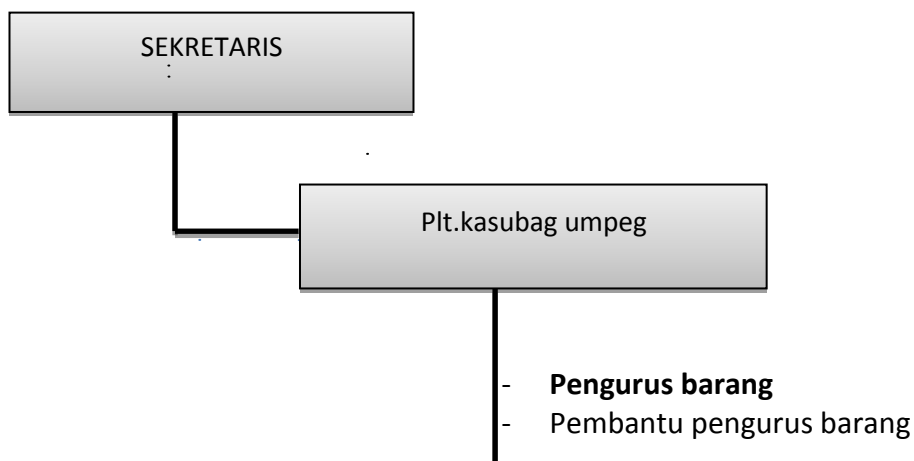 SEKRETARIS
:
Plt.kasubag umpeg
- Pengurus barang
- Pembantu pengurus barang